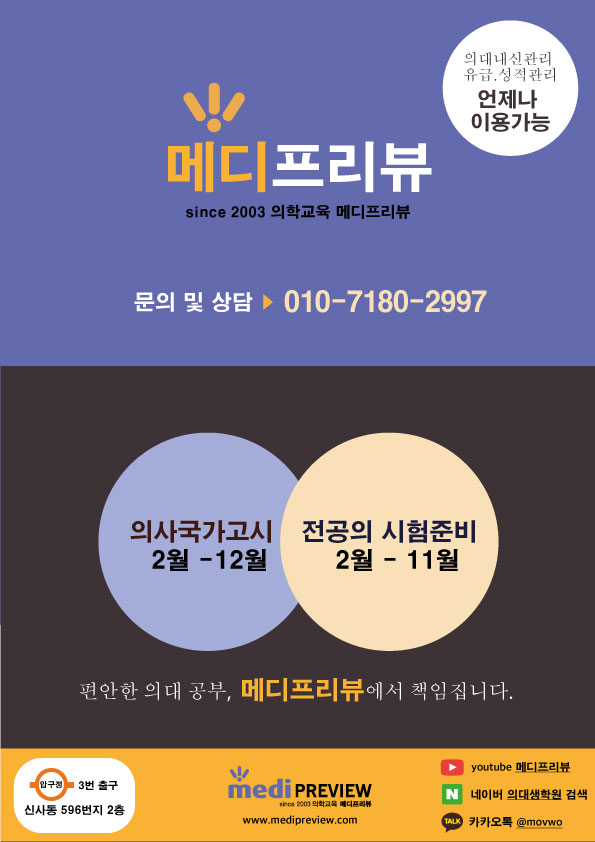 의대내신관리
유급.성적관리
언제나
이용가능
메디프리뷰
since 2003 의학교육 메디프리뷰
문의 및 상담 010-7180-2997
의사국가고시
2월 -12월
전공의 시험준비
2월 - 11월
편안한 의대 공부, 메디프리뷰에서 책임집니다.
압구정 3번 출구
신사동 596번지 2층
medi PREVIEW
since 2003 의학교육 메디프리뷰
www.medipreview.com
youtube 메디프리뷰
N 네이버 의대생학원 검색
TALK 카카오톡 @movwo